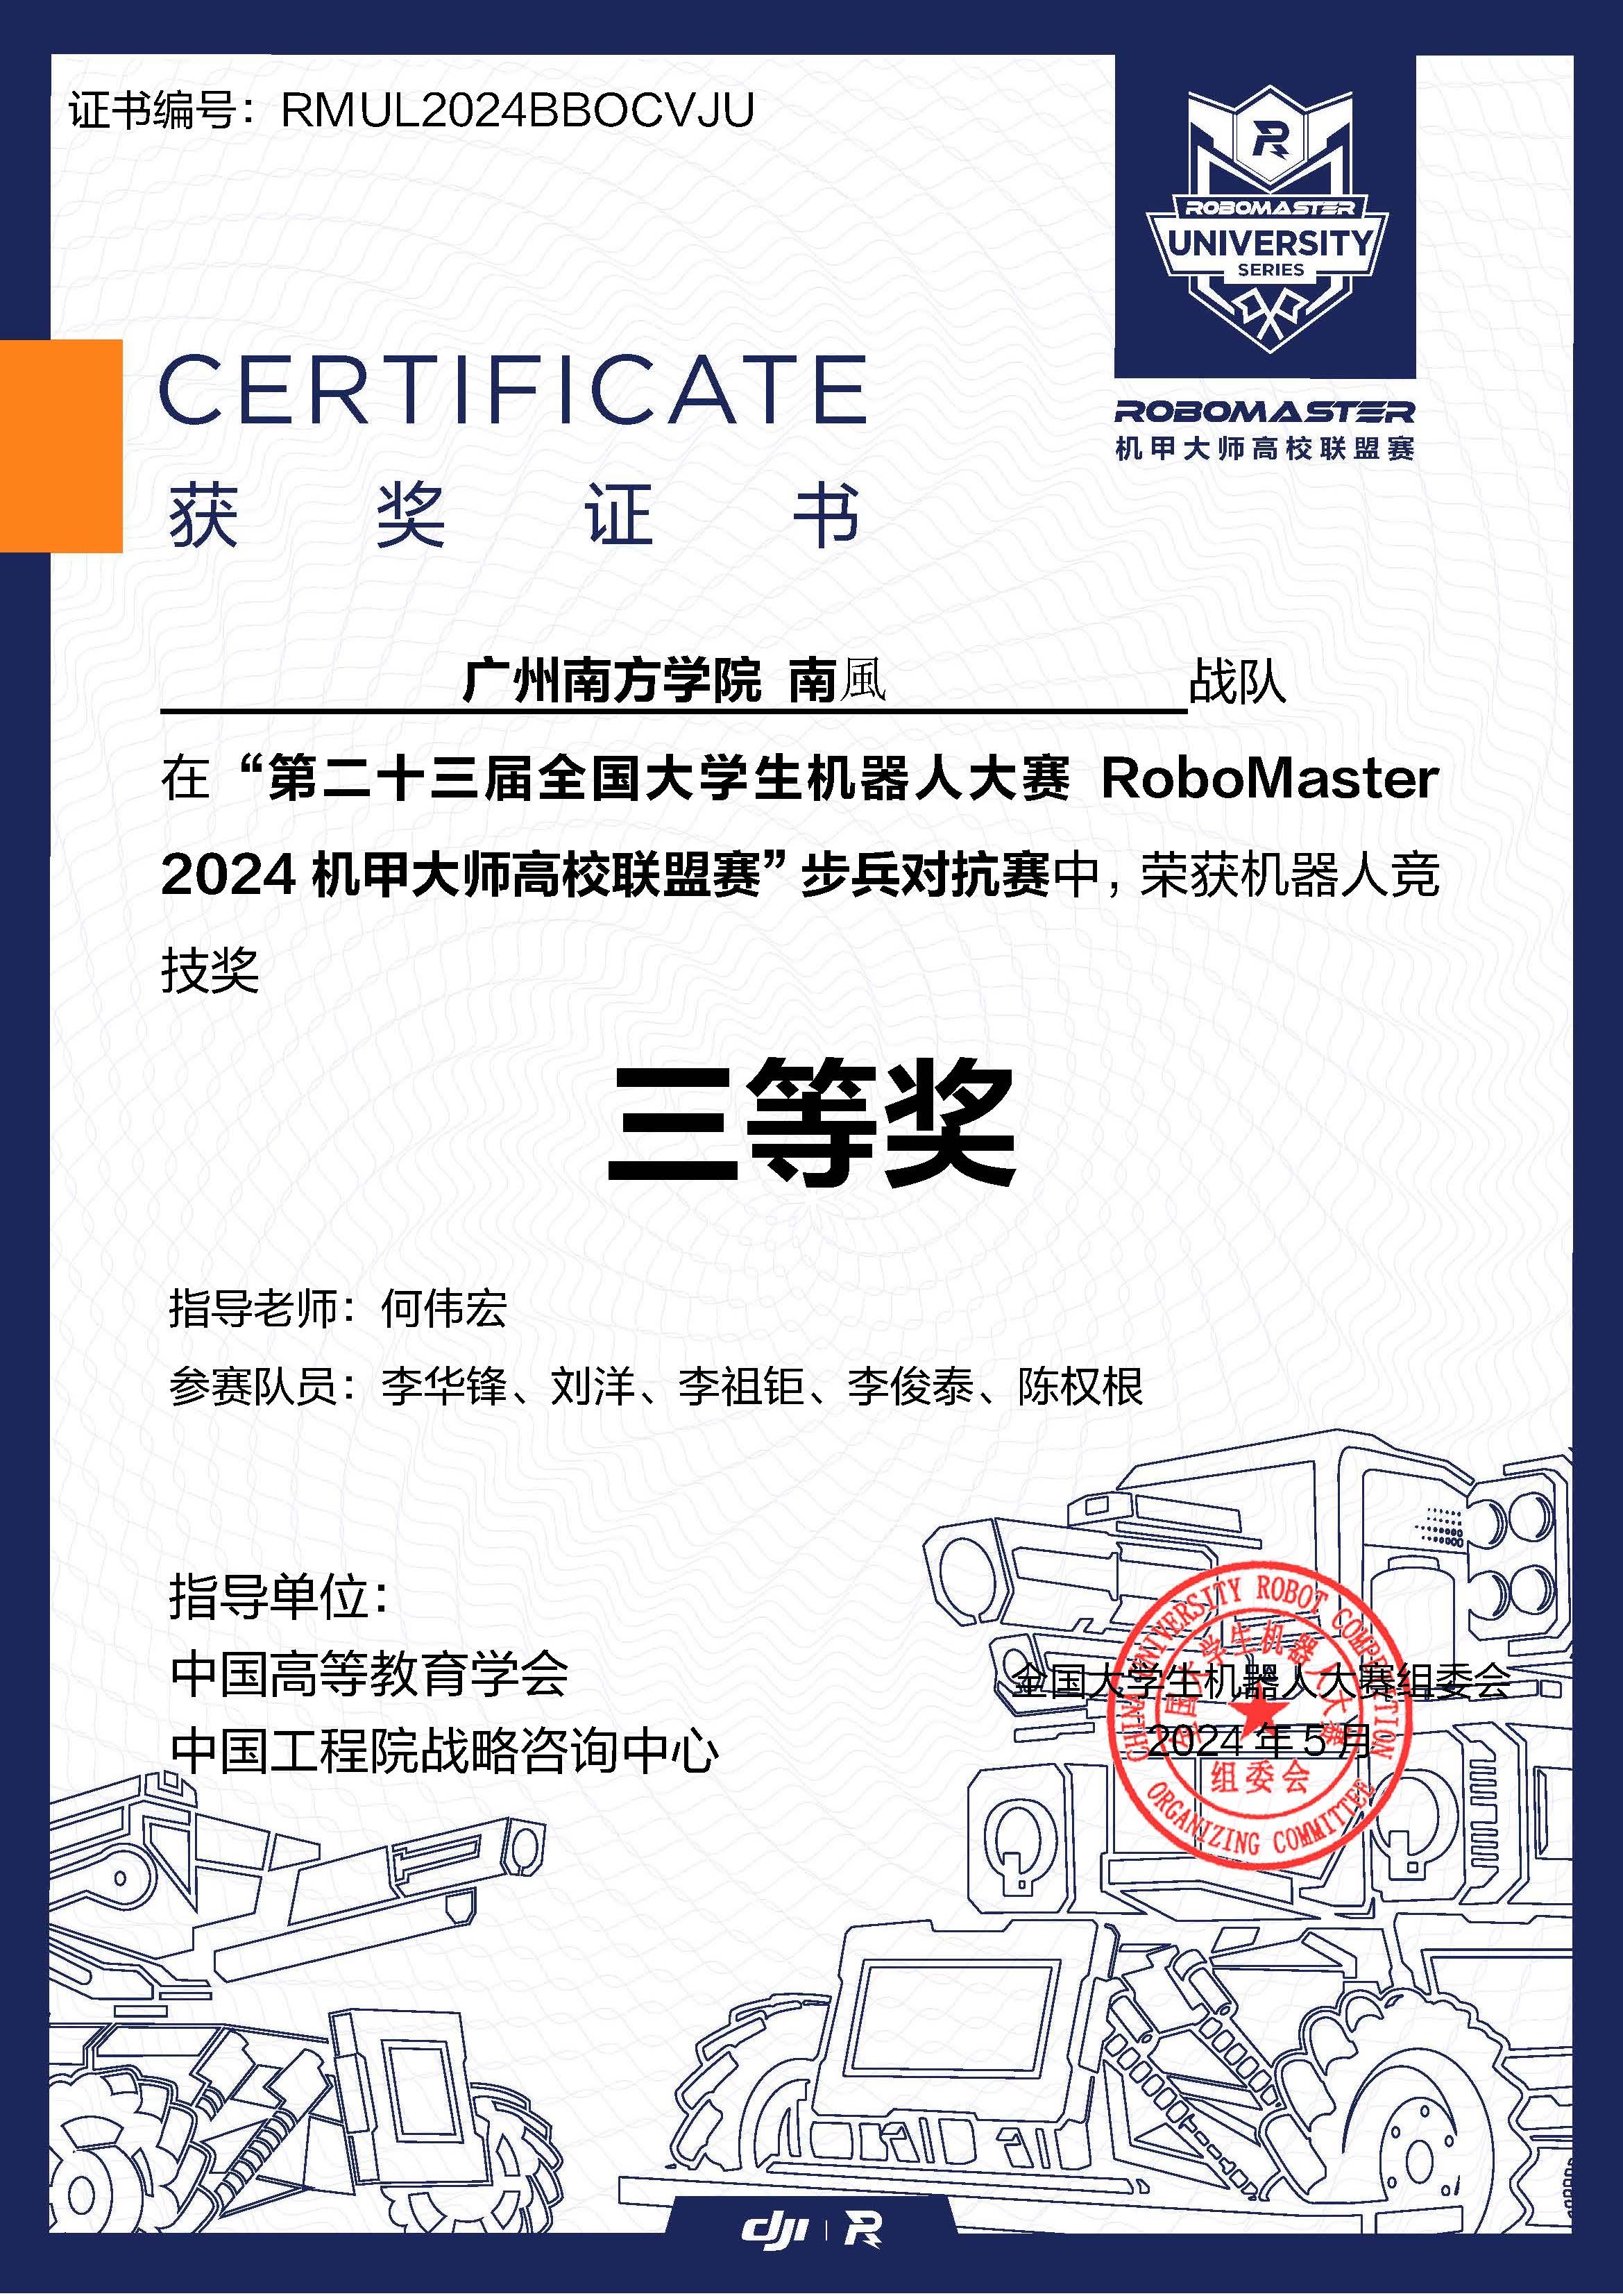 证书编号：RMUL2024BBOCVJU
ROBOMASTER
UNIVERSITY
SERIES
ROBOMASTER
机甲大师高校联盟赛
CERTIFICATE
获奖证书
广州南方学院 南風 战队
在“第二十三届全国大学生机器人大赛 RoboMaster
2024 机甲大师高校联盟赛”步兵对抗赛中，荣获机器人竞
技奖
三等奖
指导老师：何伟宏
参赛队员：李华锋、刘洋、李祖钜、李俊泰、陈权根
指导单位：
中国高等教育学会
中国工程院战略咨询中心
全国大学生机器人大赛组委会
2024 年 5 月
CHINA UNIVERSITY ROBOT COMPETITION
全国大学生机器人大赛
组委会
ORGANIZING COMMITTEE
dji